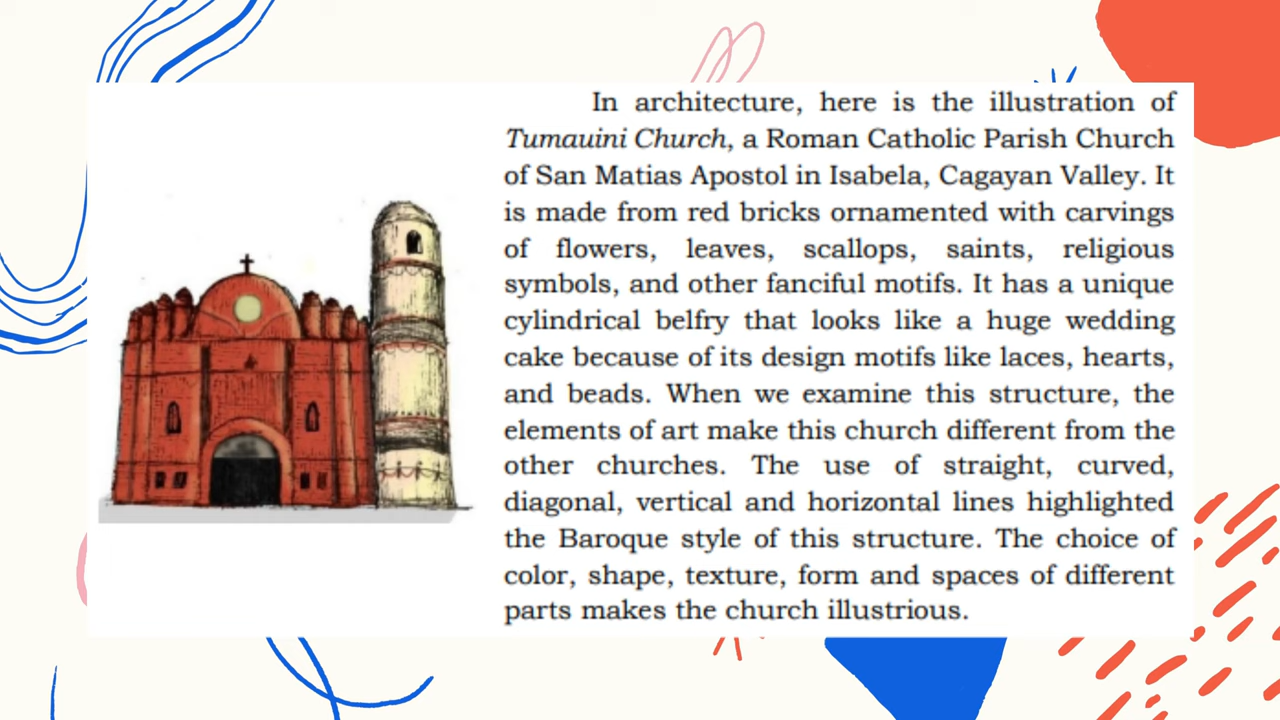 In architecture, here is the illustration of
Tumauini Church, a Roman Catholic Parish Church
of San Matias Apostol in Isabela, Cagayan Valley. It
is made from red bricks ornamented with carvings
of flowers, leaves, scallops, saints, religious
symbols, and other fanciful motifs. It has a unique
cylindrical belfry that looks like a huge wedding
cake because of its design motifs like laces, hearts,
and beads. When we examine this structure, the
elements of art make this church different from the
other churches. The use of straight, curved,
diagonal, vertical and horizontal lines highlighted
the Baroque style of this structure. The choice of
color, shape, texture, form and spaces of different
parts makes the church illustrious.